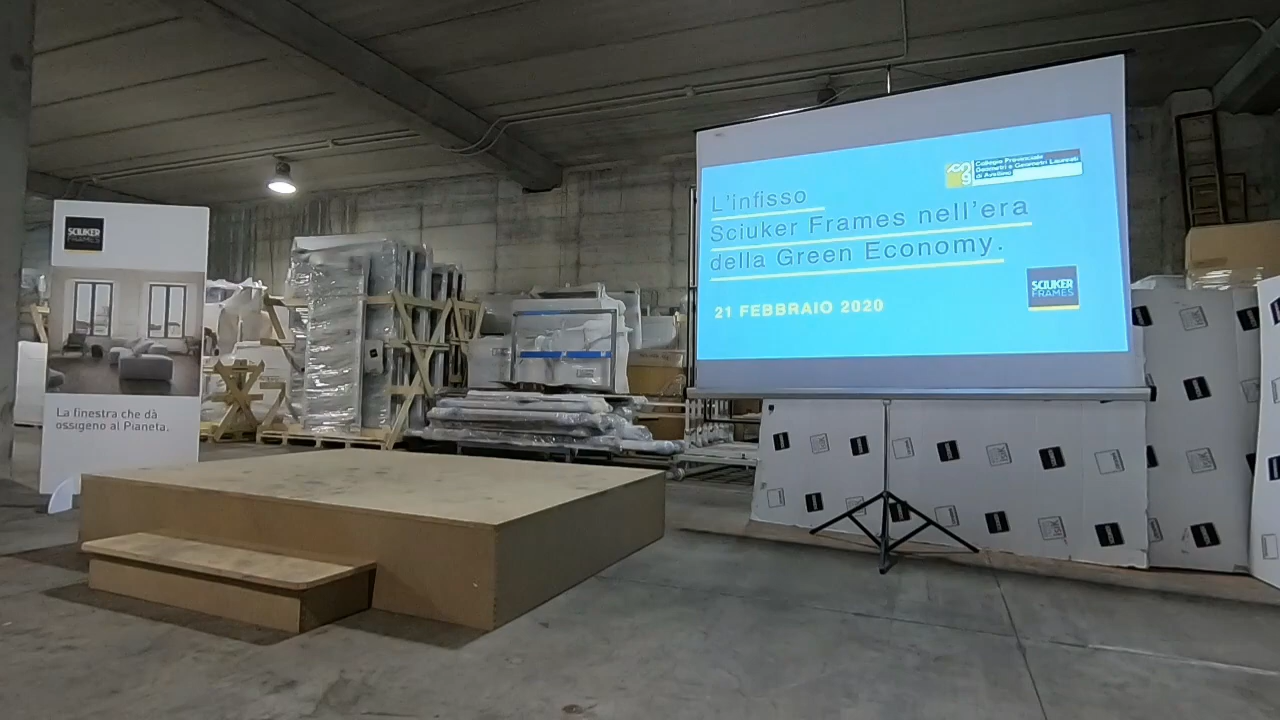 SCIUKER
FRAMES
La finestra che dà
ossigeno al Pianeta.
Collegio Provinciale
Geometri e Geometri Laureati
di Avellino
L'infisso
Sciuker Frames nell'era
della Green Economy.
21 FEBBRAIO 2020
SCIUKER
FRAMES